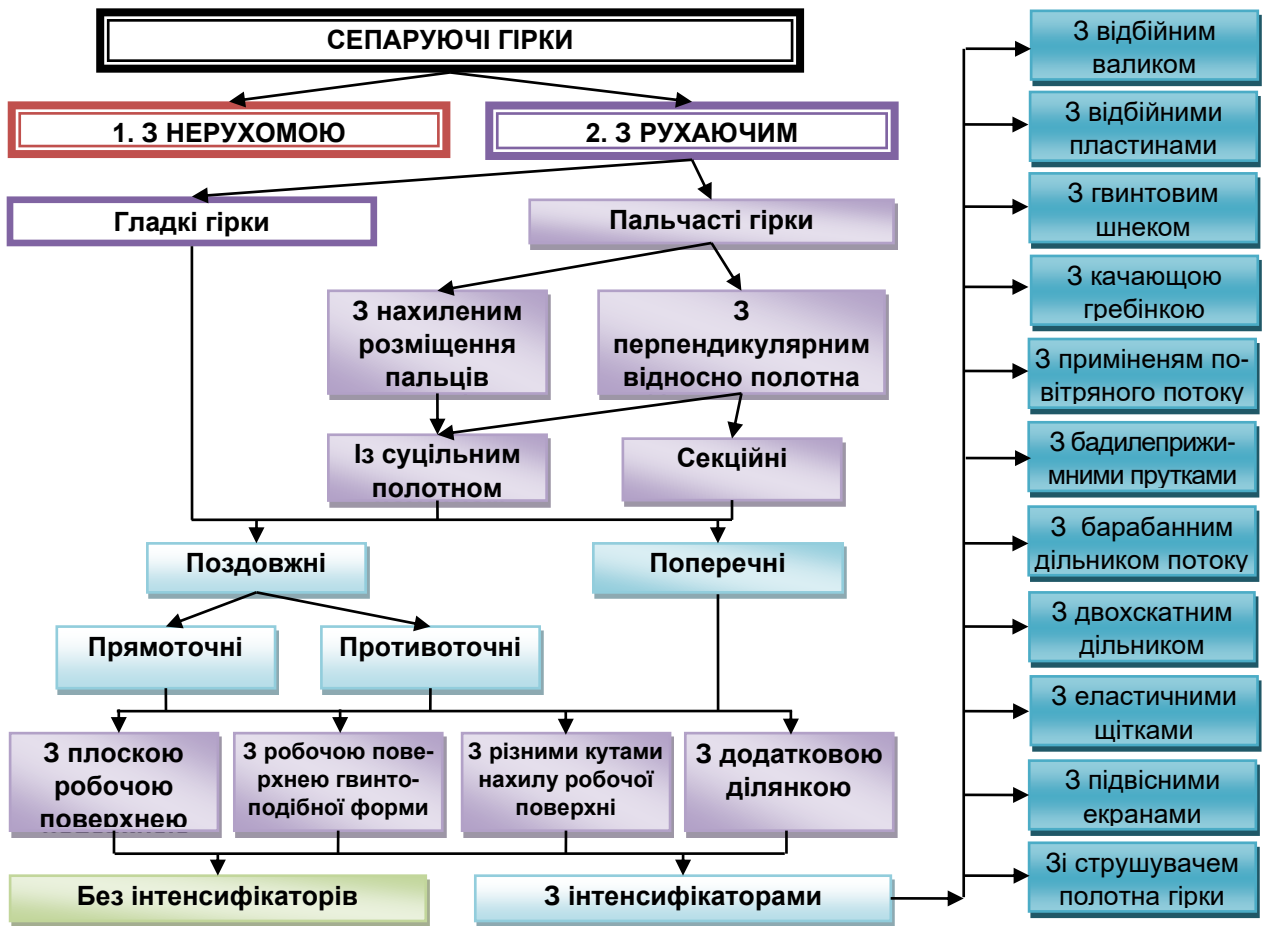 СЕПАРУЮЧІ ГІРКИ
1. З НЕРУХОМОЮ
2. З РУХАЮЧИМ
Гладкі гірки
Пальчасті гірки
З нахиленим
розміщення
пальців
З
перпендикулярним
відносно полотна
Із суцільним
полотном
Секційні
Поздовжні
Поперечні
Прямоточні
Противоточні
З плоскою
робочою
поверхнею
З робочою пове-
рхнею гвинто-
подібної форми
З різними кутами
нахилу робочої
поверхні
З додатковою
ділянкою
Без інтенсифікаторів
З інтенсифікаторами
З відбійним
валиком
З відбійними
пластинами
З гвинтовим
шнеком
З качающою
гребінкою
З приміненям по-
вітряного потоку
З бадилеприжи-
мними прутками
З барабанним
дільником потоку
З двохскатним
дільником
З еластичними
щітками
З підвісними
екранами
Зі струшувачем
полотна гірки